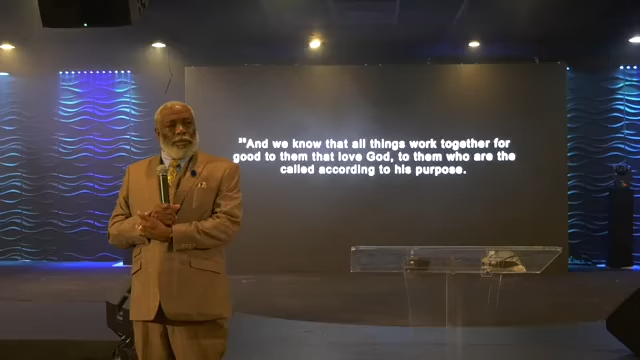 ²⁸And we know that all things work together for
good to them that love God, to them who are the
called according to his purpose.